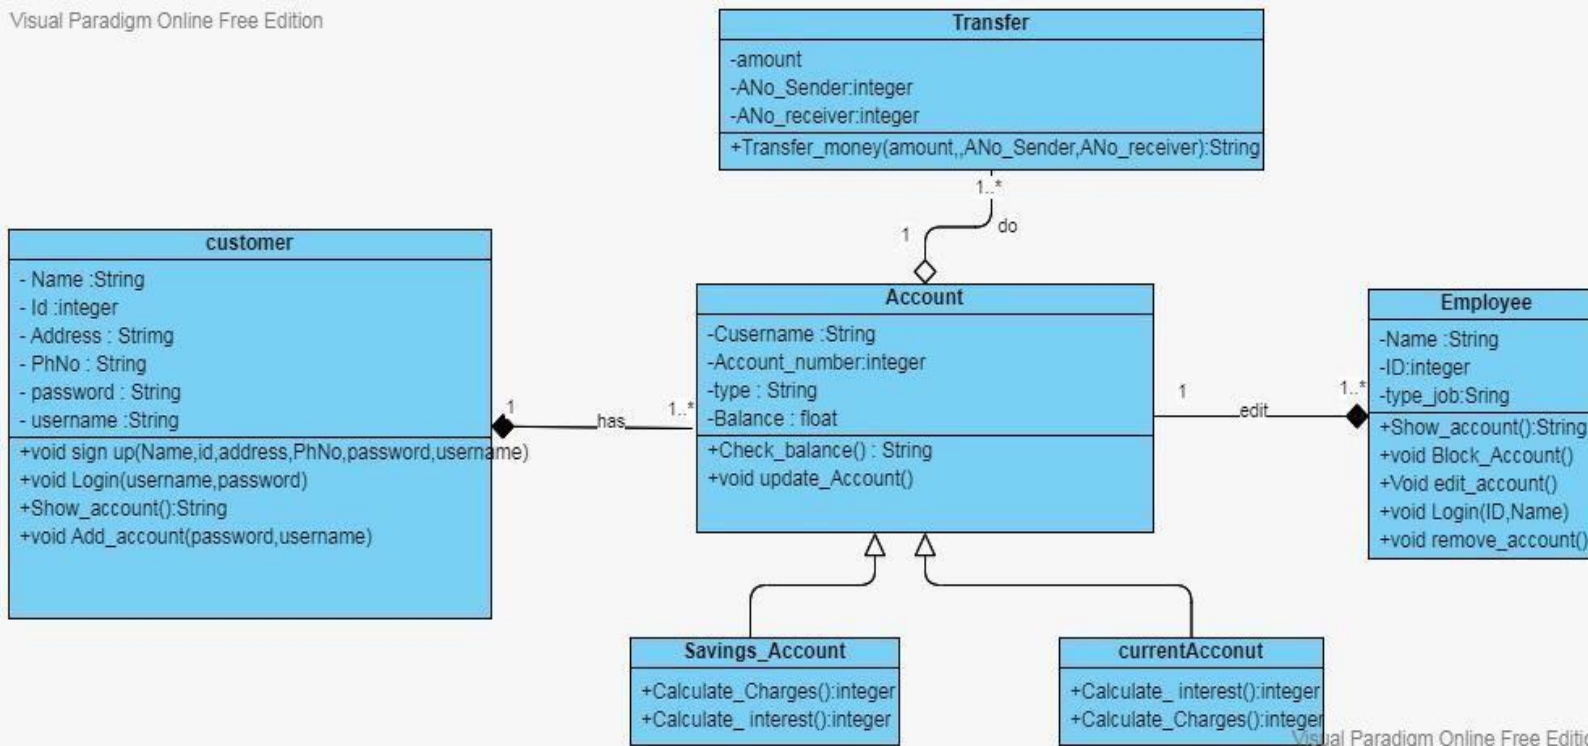 Visual Paradigm Online Free Edition
Transfer
-amount
-ANo_Sender:integer
-ANo_receiver:integer
+Transfer_money(amount,,ANo_Sender,ANo_receiver):String
1..*
do
1
customer
- Name :String
- Id :integer
- Address : Strimg
- PhNo : String
- password : String
- username :String
+void sign up(Name,id,address,PhNo,password,username)
+void Login(username,password)
+Show_account():String
+void Add_account(password,username)
1
has
1..*
Account
-Cusername :String
-Account_number:integer
-type : String
-Balance : float
+Check_balance() : String
+void update_Account()
1
edit
1..*
Employee
-Name :String
-ID:integer
-type_job:Sring
+Show_account():String
+void Block_Account()
+Void edit_account()
+void Login(ID,Name)
+void remove_account()
Savings_Account
+Calculate_Charges():integer
+Calculate_ interest():integer
currentAcconut
+Calculate_ interest():integer
+Calculate_Charges():integer
Visual Paradigm Online Free Editio